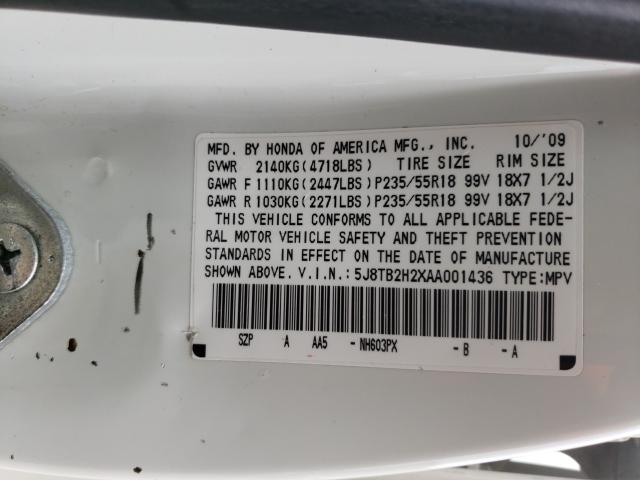 MFD. BY HONDA OF AMERICA MFG., INC. 10/'09
GVWR 2140KG(4718LBS) TIRE SIZE RIM SIZE
GAWR F 1110KG(2447LBS)P235/55R18 99V 18X7 1/2J
GAWR R 1030KG(2271LBS)P235/55R18 99V 18X7 1/2J
THIS VEHICLE CONFORMS TO ALL APPLICABLE FEDE-
RAL MOTOR VEHICLE SAFETY AND THEFT PREVENTION
STANDARDS IN EFFECT ON THE DATE OF MANUFACTURE
SHOWN ABOVE. V.I.N.:5J8TB2H2XAA001436 TYPE:MPV
SZP A AA5 -NH603PX -B -A